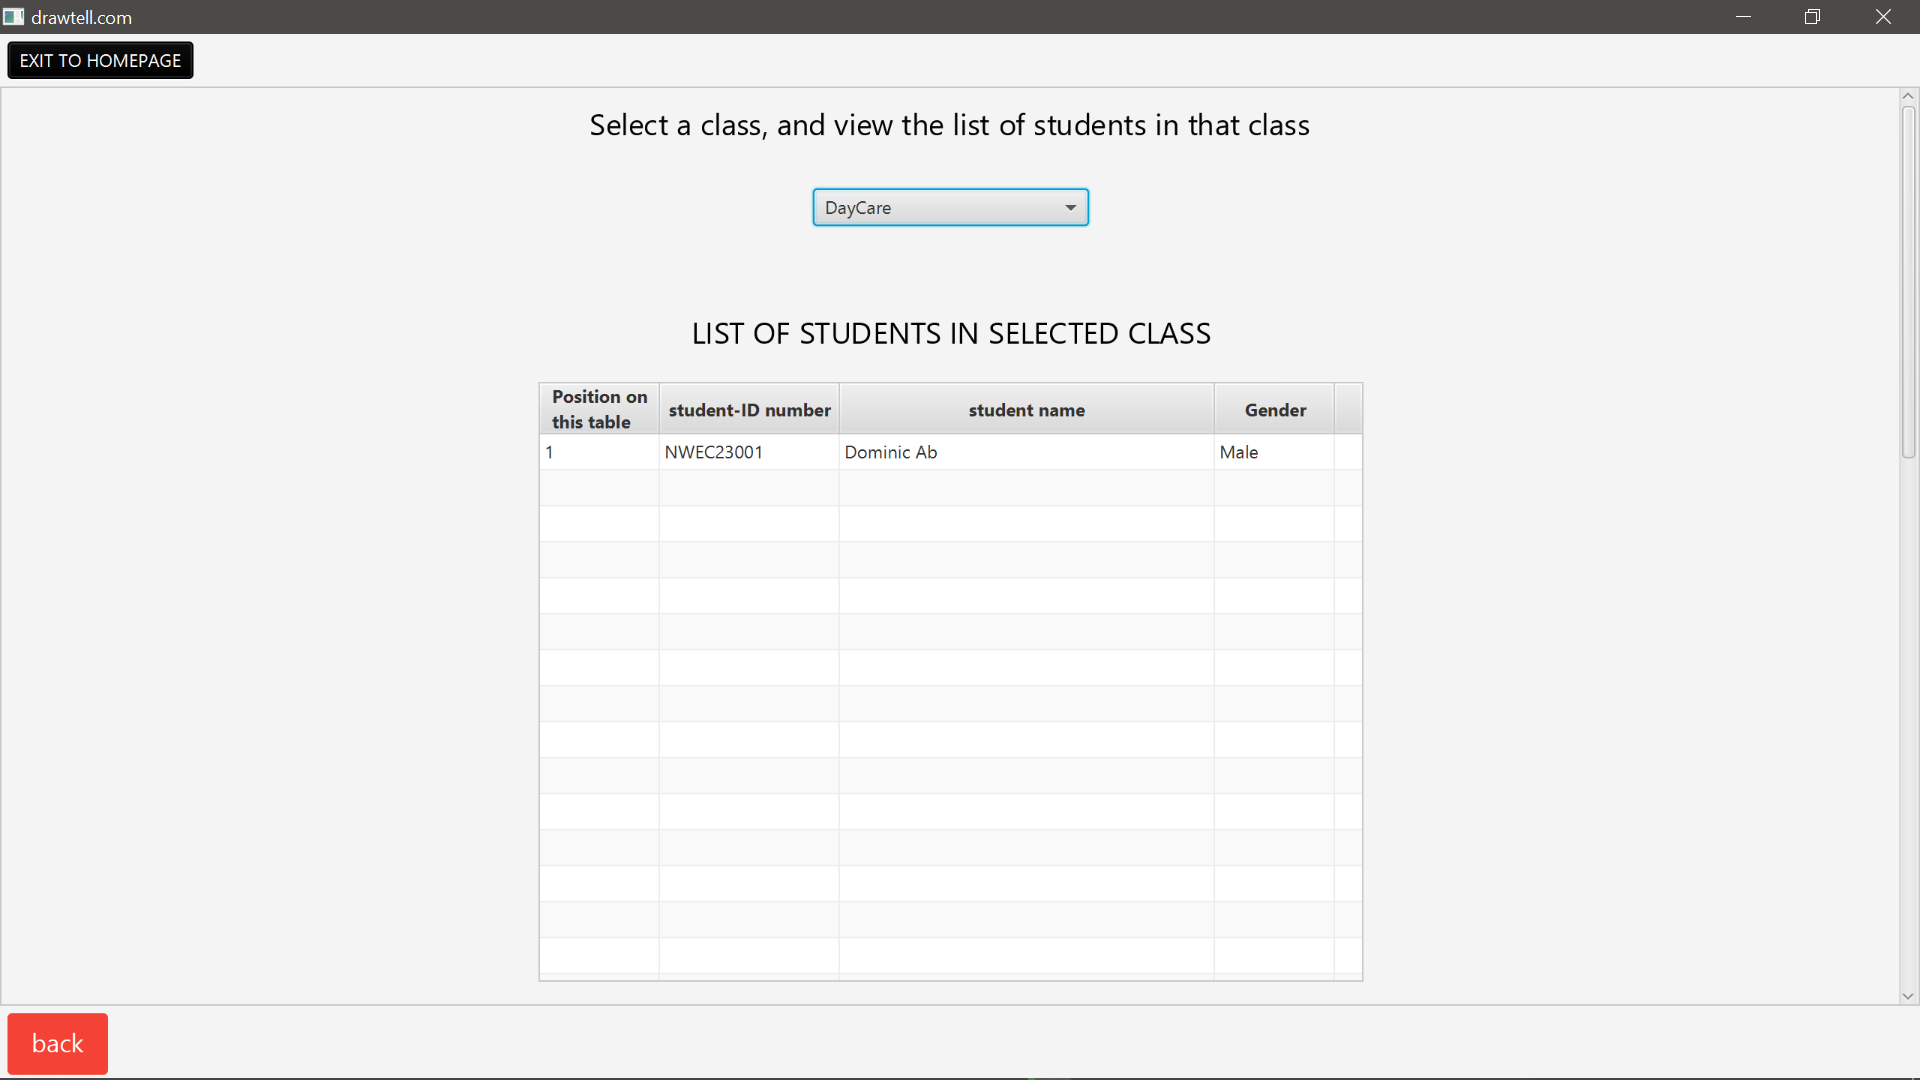 drawtell.com
EXIT TO HOMEPAGE
Select a class, and view the list of students in that class
DayCare
LIST OF STUDENTS IN SELECTED CLASS
Position on
this table
student-ID number
student name
Gender
1 NWEC23001 Dominic Ab Male
back